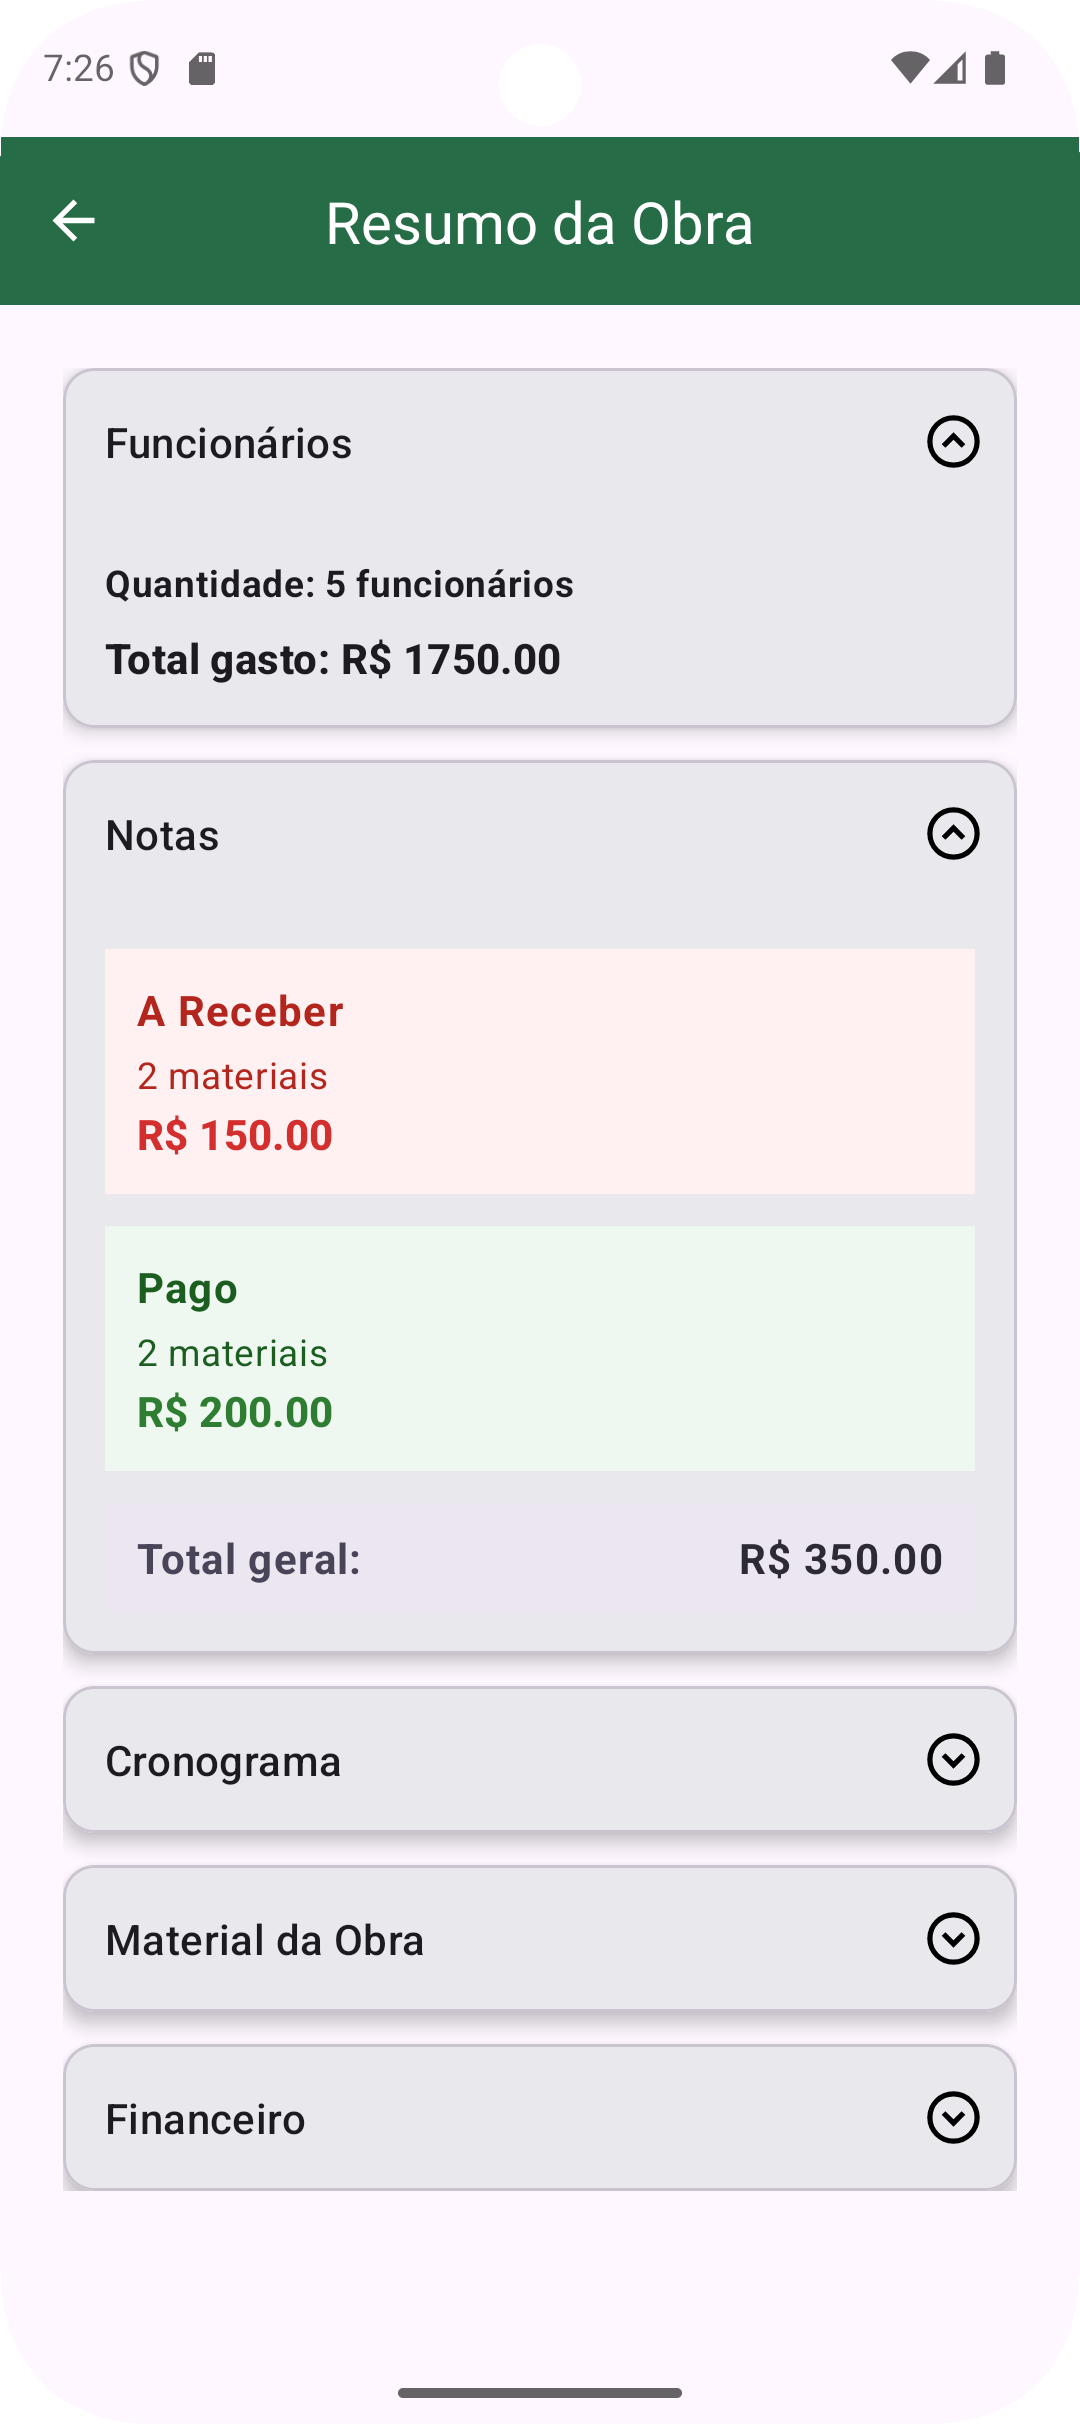 7:26
Resumo da Obra
Funcionários
Quantidade: 5 funcionários
Total gasto: R$ 1750.00
Notas
A Receber
2 materiais
R$ 150.00
Pago
2 materiais
R$ 200.00
Total geral: R$ 350.00
Cronograma
Material da Obra
Financeiro